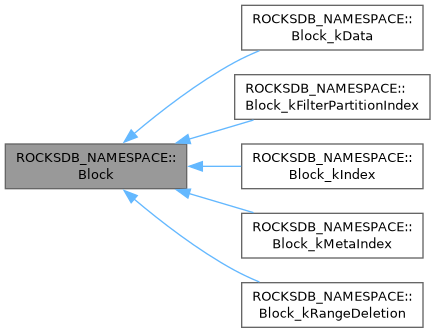 ROCKSDB_NAMESPACE::
Block_kData
ROCKSDB_NAMESPACE::
Block_kFilterPartitionIndex
ROCKSDB_NAMESPACE::
Block
ROCKSDB_NAMESPACE::
Block_kIndex
ROCKSDB_NAMESPACE::
Block_kMetaIndex
ROCKSDB_NAMESPACE::
Block_kRangeDeletion